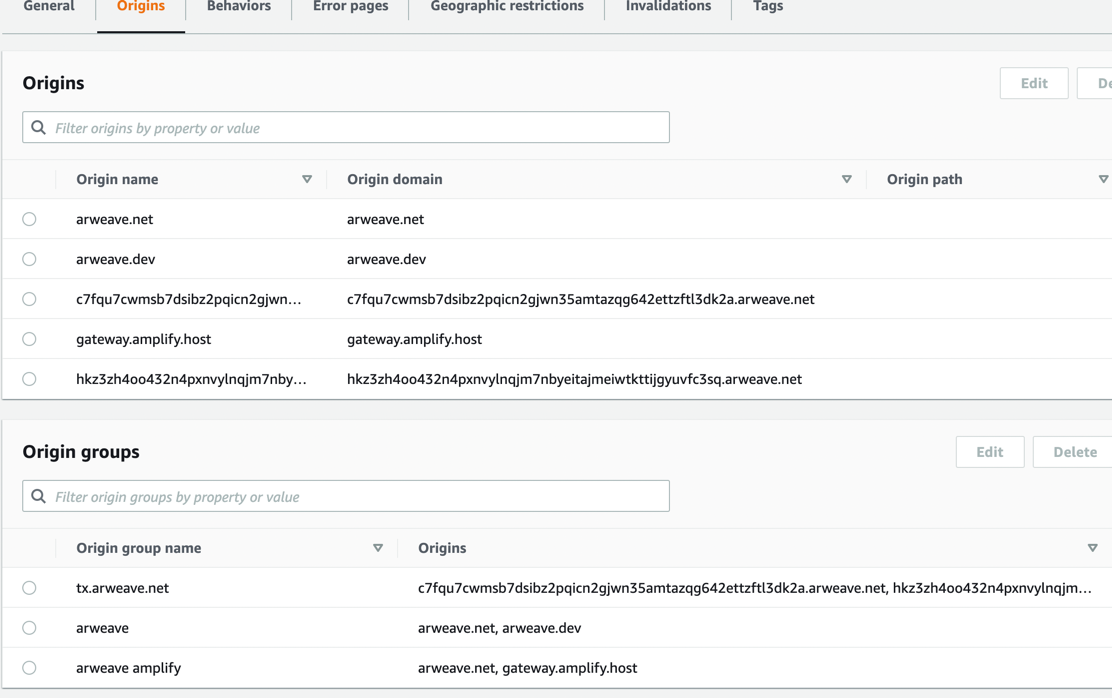 General Origins Behaviors Error pages Geographic restrictions Invalidations Tags
Origins Edit
Filter origins by property or value
Origin name Origin domain Origin path
arweave.net arweave.net
arweave.dev arweave.dev
c7fqu7cwmsb7dsibz2pqicn2gjwn... c7fqu7cwmsb7dsibz2pqicn2gjwn35amtazqg642ettzftl3dk2a.arweave.net
gateway.amplify.host gateway.amplify.host
hkz3zh4oo432n4pxnvylnqjm7nby... hkz3zh4oo432n4pxnvylnqjm7nbyeitajmeiwtkttijgyuvfc3sq.arweave.net
Origin groups Edit Delete
Filter origin groups by property or value
Origin group name Origins
tx.arweave.net c7fqu7cwmsb7dsibz2pqicn2gjwn35amtazqg642ettzftl3dk2a.arweave.net, hkz3zh4oo432n4pxnvylnqjm...
arweave arweave.net, arweave.dev
arweave amplify arweave.net, gateway.amplify.host